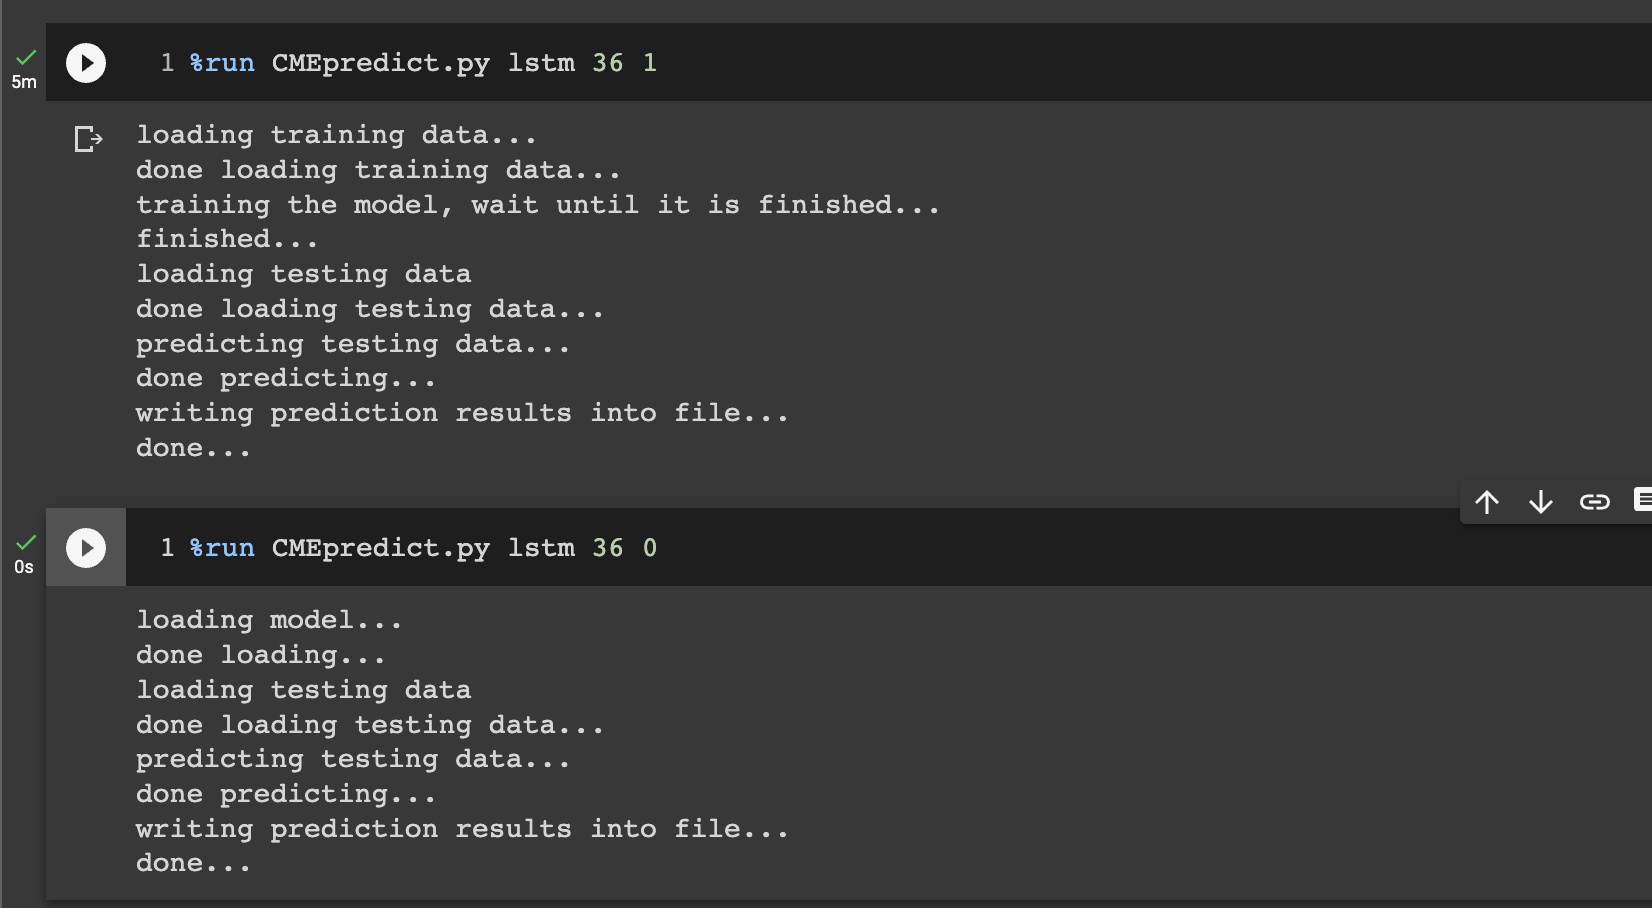 5m
1 %run CMEpredict.py lstm 36 1
loading training data...
done loading training data...
training the model, wait until it is finished...
finished...
loading testing data
done loading testing data...
predicting testing data...
done predicting...
writing prediction results into file...
done...
0s
1 %run CMEpredict.py lstm 36 0
loading model...
done loading...
loading testing data
done loading testing data...
predicting testing data...
done predicting...
writing prediction results into file...
done...